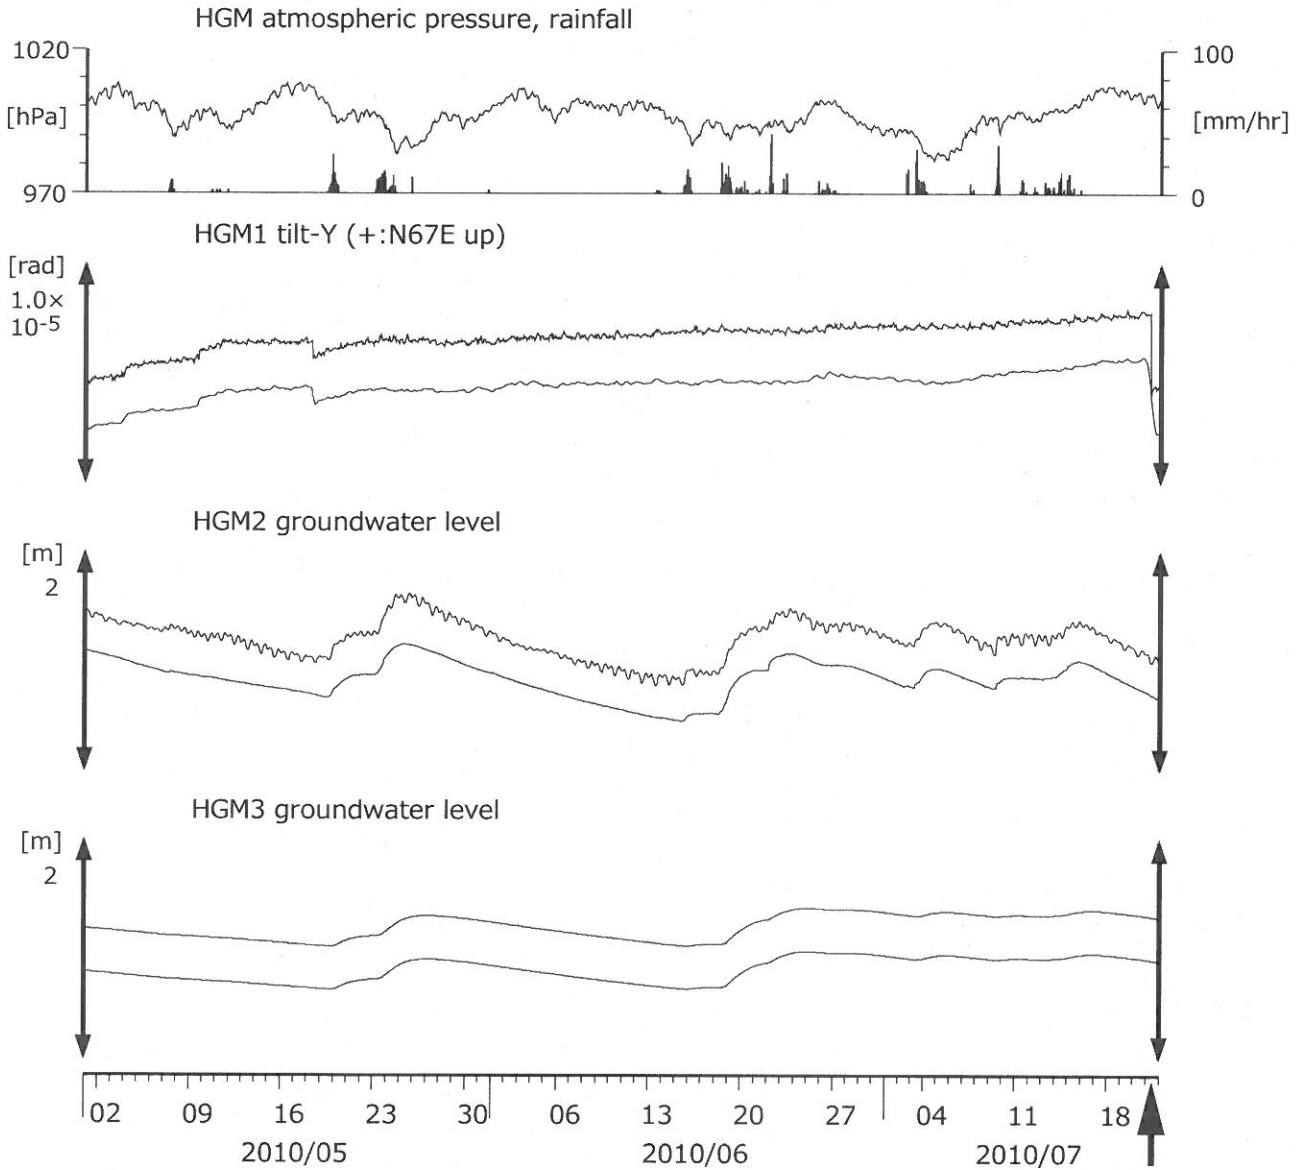 HGM atmospheric pressure, rainfall
1020
100
[hPa]
[mm/hr]
970
0
HGM1 tilt-Y (+:N67E up)
[rad]
1.0×
10-5
HGM2 groundwater level
[m]
2
HGM3 groundwater level
[m]
2
02 09 16 23 30 06 13 20 27 04 11 18
2010/05 2010/06 2010/07